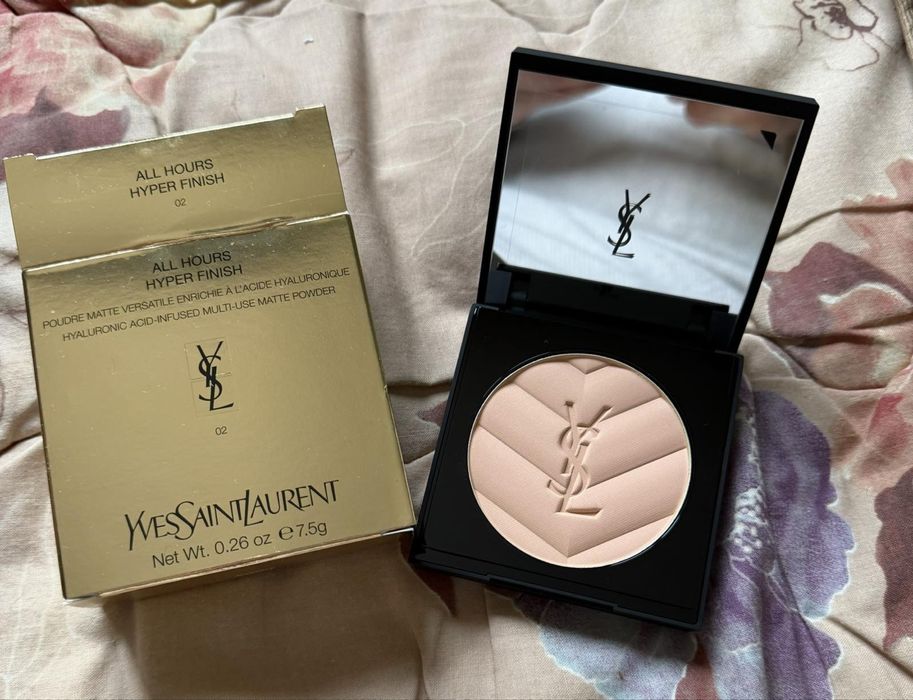 ALL HOURS
HYPER FINISH
02
ALL HOURS
HYPER FINISH
POUDRE MATTE VERSATILE ENRICHIE À L'ACIDE HYALURONIQUE
HYALURONIC ACID-INFUSED MULTI-USE MATTE POWDER
YSL
02
YVESSAINTLAURENT
Net Wt. 0.26 oz e 7.5g
YSL
YSL